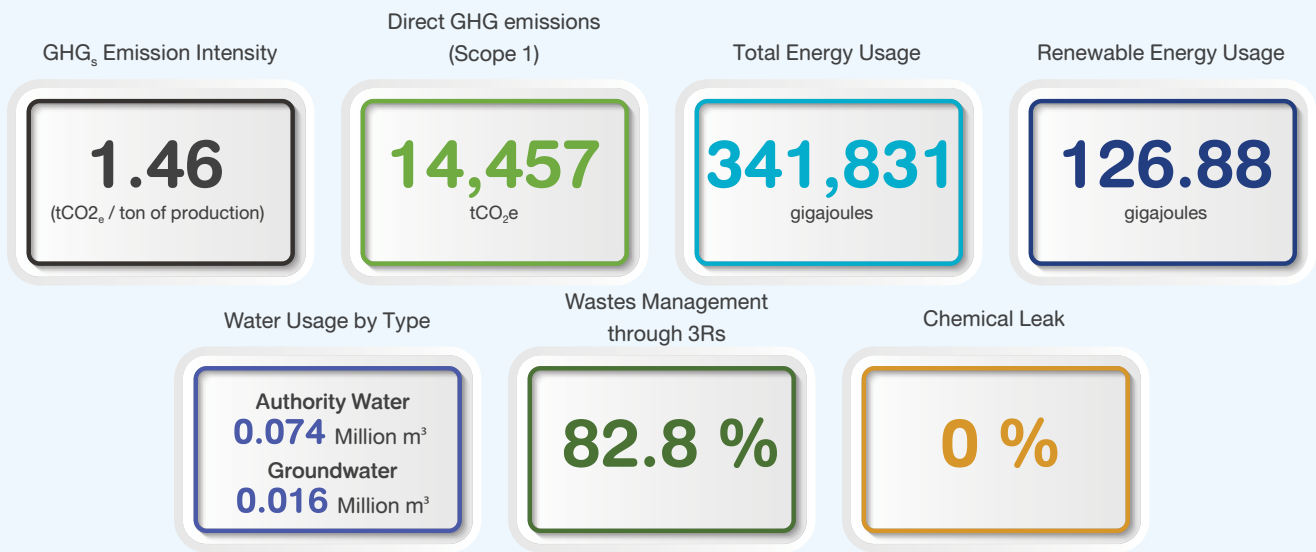 GHGₛ Emission Intensity
1.46
(tCO2ₑ / ton of production)
Direct GHG emissions
(Scope 1)
14,457
tCO₂e
Total Energy Usage
341,831
gigajoules
Renewable Energy Usage
126.88
gigajoules
Water Usage by Type
Authority Water
0.074 Million m³
Groundwater
0.016 Million m³
Wastes Management
through 3Rs
82.8 %
Chemical Leak
0 %